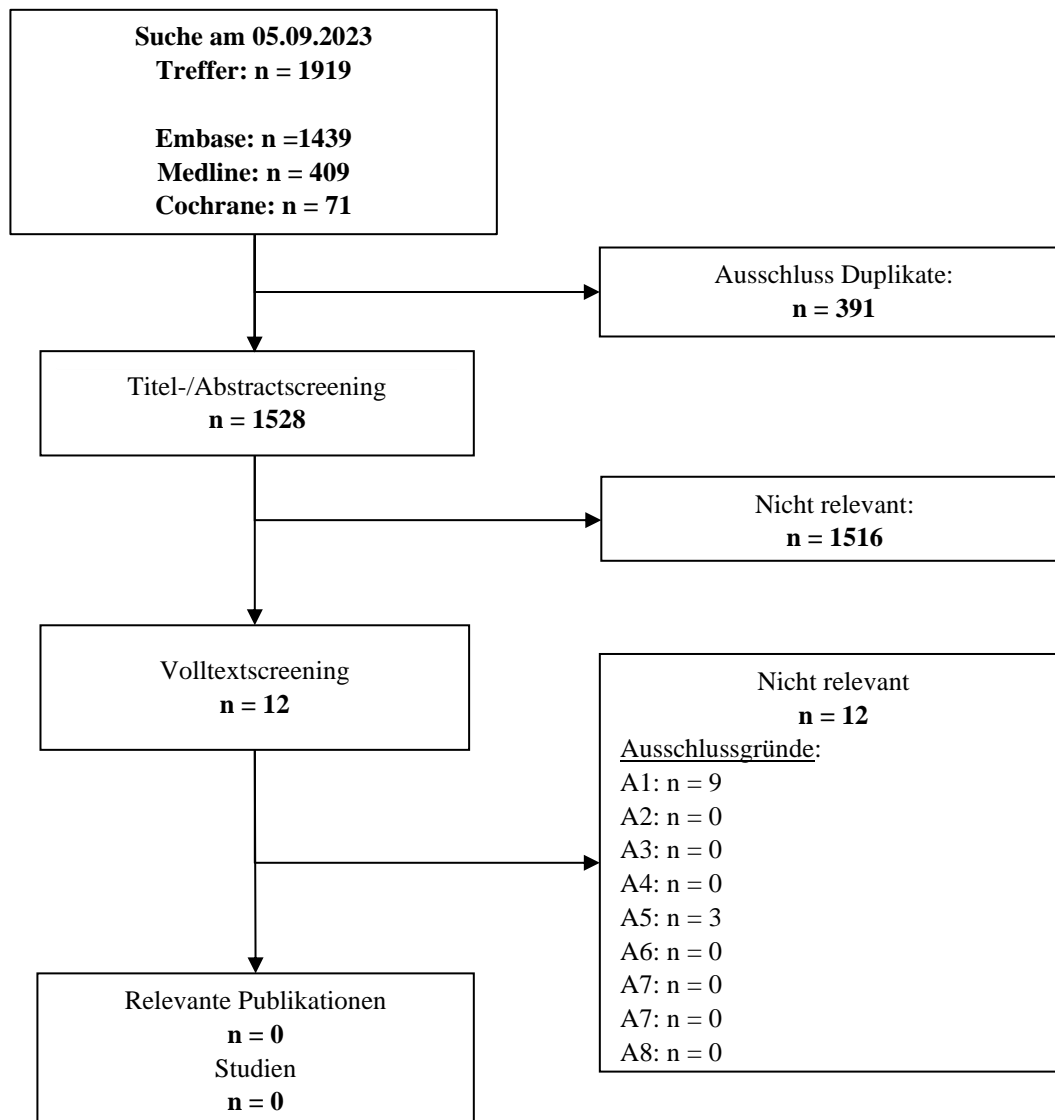 Suche am 05.09.2023
Treffer: n = 1919
Embase: n =1439
Medline: n = 409
Cochrane: n = 71
Ausschluss Duplikate:
n = 391
Titel-/Abstractscreening
n = 1528
Nicht relevant:
n = 1516
Volltextscreening
n = 12
Nicht relevant
n = 12
Ausschlussgründe:
A1: n = 9
A2: n = 0
A3: n = 0
A4: n = 0
A5: n = 3
A6: n = 0
A7: n = 0
A7: n = 0
A8: n = 0
Relevante Publikationen
n = 0
Studien
n = 0